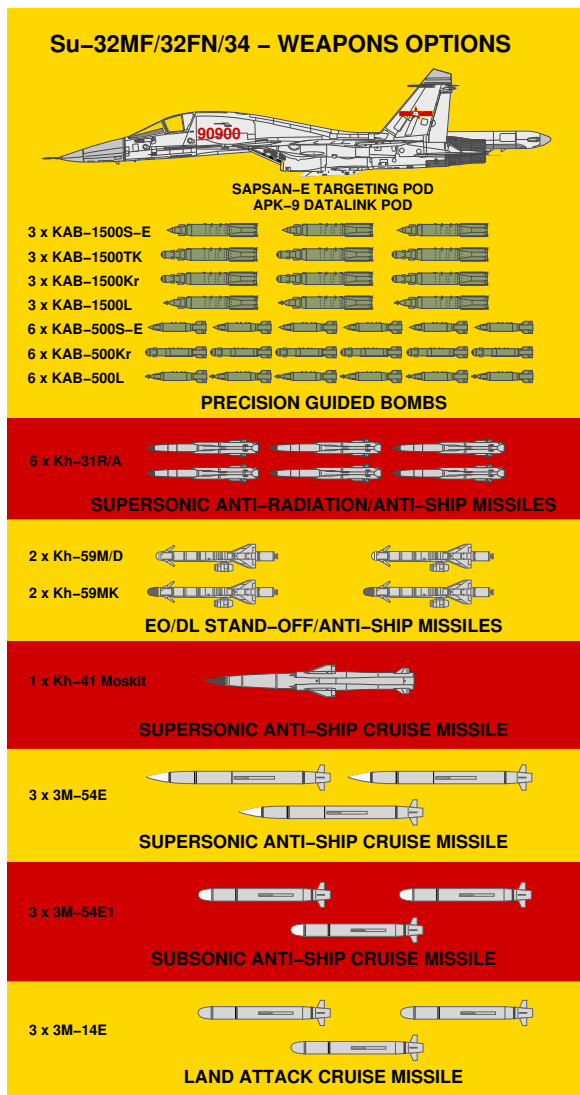 Su−32MF/32FN/34 − WEAPONS OPTIONS
90900
SAPSAN−E TARGETING POD
APK−9 DATALINK POD
3 x KAB−1500S−E
3 x KAB−1500TK
3 x KAB−1500Kr
3 x KAB−1500L
6 x KAB−500S−E
6 x KAB−500Kr
6 x KAB−500L
PRECISION GUIDED BOMBS
6 x Kh−31R/A
SUPERSONIC ANTI−RADIATION/ANTI−SHIP MISSILES
2 x Kh−59M/D
2 x Kh−59MK
EO/DL STAND−OFF/ANTI−SHIP MISSILES
1 x Kh−41 Moskit
SUPERSONIC ANTI−SHIP CRUISE MISSILE
3 x 3M−54E
SUPERSONIC ANTI−SHIP CRUISE MISSILE
3 x 3M−54E1
SUBSONIC ANTI−SHIP CRUISE MISSILE
3 x 3M−14E
LAND ATTACK CRUISE MISSILE